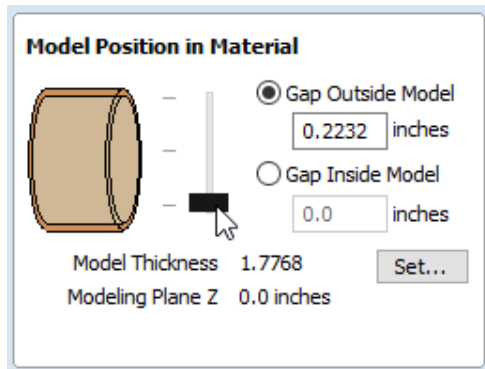 Model Position in Material
Gap Outside Model
0.2232 inches
Gap Inside Model
0.0 inches
Model Thickness 1.7768 Set...
Modeling Plane Z 0.0 inches